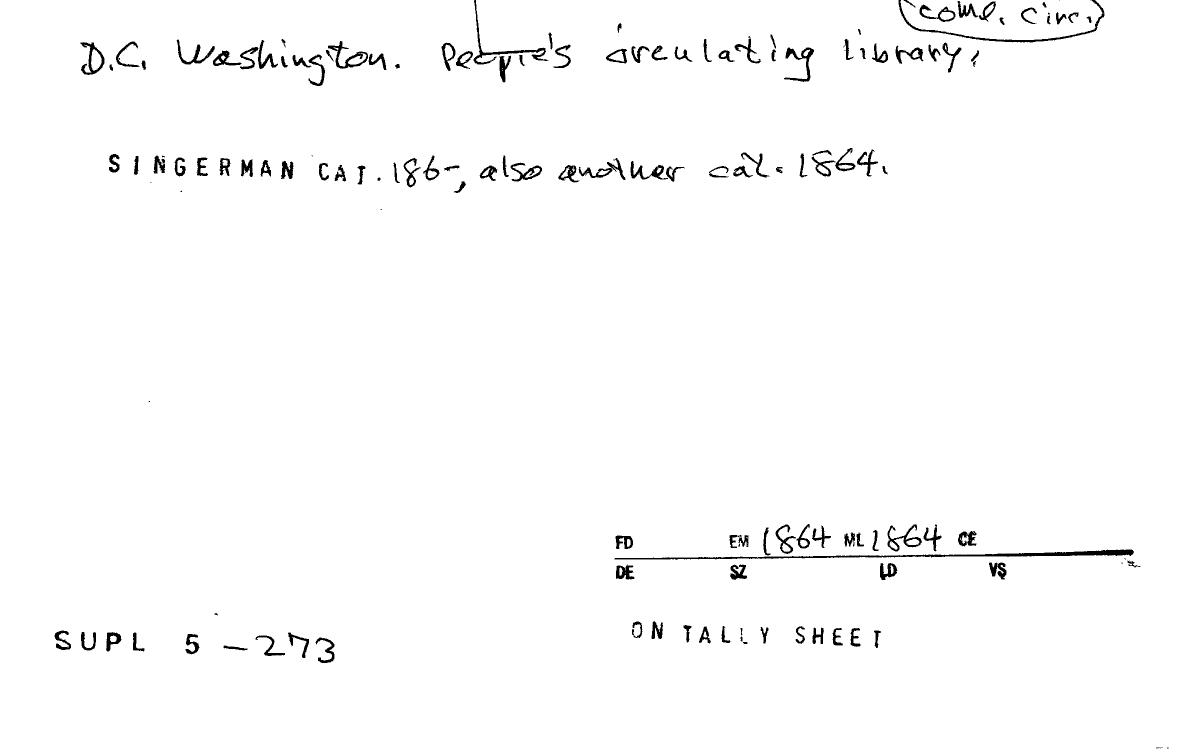 come. circ.
D.C. Washington. People's circulating library.
SINGERMAN CAT. 186-, also another cat. 1864.
FD EM 1864 ML 1864 CE
DE SZ LD VS
SUPL 5 - 273
ON TALLY SHEET